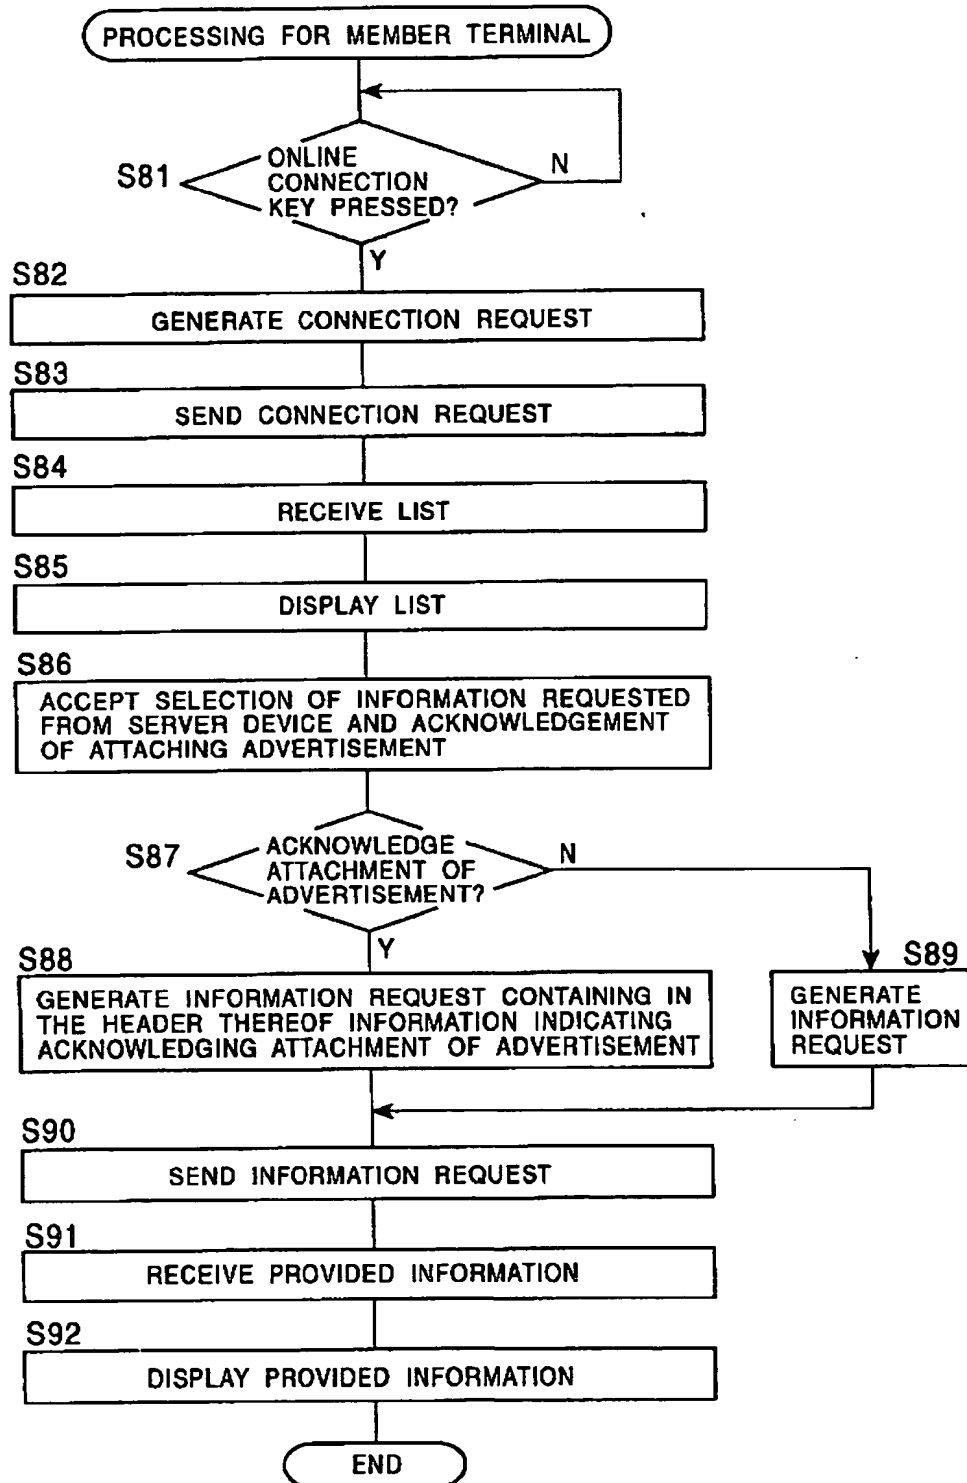 PROCESSING FOR MEMBER TERMINAL
S81
ONLINE
CONNECTION
KEY PRESSED?
N
Y
S82
GENERATE CONNECTION REQUEST
S83
SEND CONNECTION REQUEST
S84
RECEIVE LIST
S85
DISPLAY LIST
S86
ACCEPT SELECTION OF INFORMATION REQUESTED
FROM SERVER DEVICE AND ACKNOWLEDGEMENT
OF ATTACHING ADVERTISEMENT
S87
ACKNOWLEDGE
ATTACHMENT OF
ADVERTISEMENT?
N
Y
S88
GENERATE INFORMATION REQUEST CONTAINING IN
THE HEADER THEREOF INFORMATION INDICATING
ACKNOWLEDGING ATTACHMENT OF ADVERTISEMENT
S89
GENERATE
INFORMATION
REQUEST
S90
SEND INFORMATION REQUEST
S91
RECEIVE PROVIDED INFORMATION
S92
DISPLAY PROVIDED INFORMATION
END